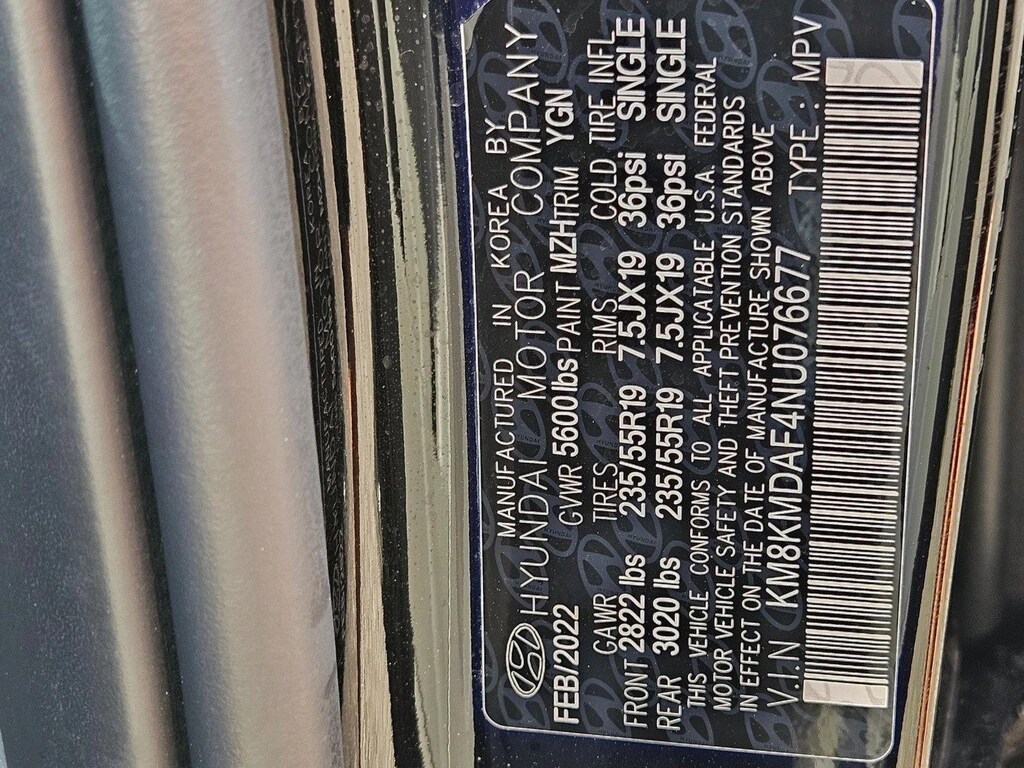 MANUFACTURED IN KOREA BY
HYUNDAI MOTOR COMPANY
FEB/2022 GVWR 5600lbs PAINT MZH TRIM YGN
GAWR TIRES RIMS COLD TIRE INFL
FRONT 2822 lbs 235/55R19 7.5JX19 36psi SINGLE
REAR 3020 lbs 235/55R19 7.5JX19 36psi SINGLE
THIS VEHICLE CONFORMS TO ALL APPLICATABLE U.S.A. FEDERAL
MOTOR VEHICLE SAFETY AND THEFT PREVENTION STANDARDS
IN EFFECT ON THE DATE OF MANUFACTURE SHOWN ABOVE
V.I.N KM8KMDAF4NU076677 TYPE : MPV